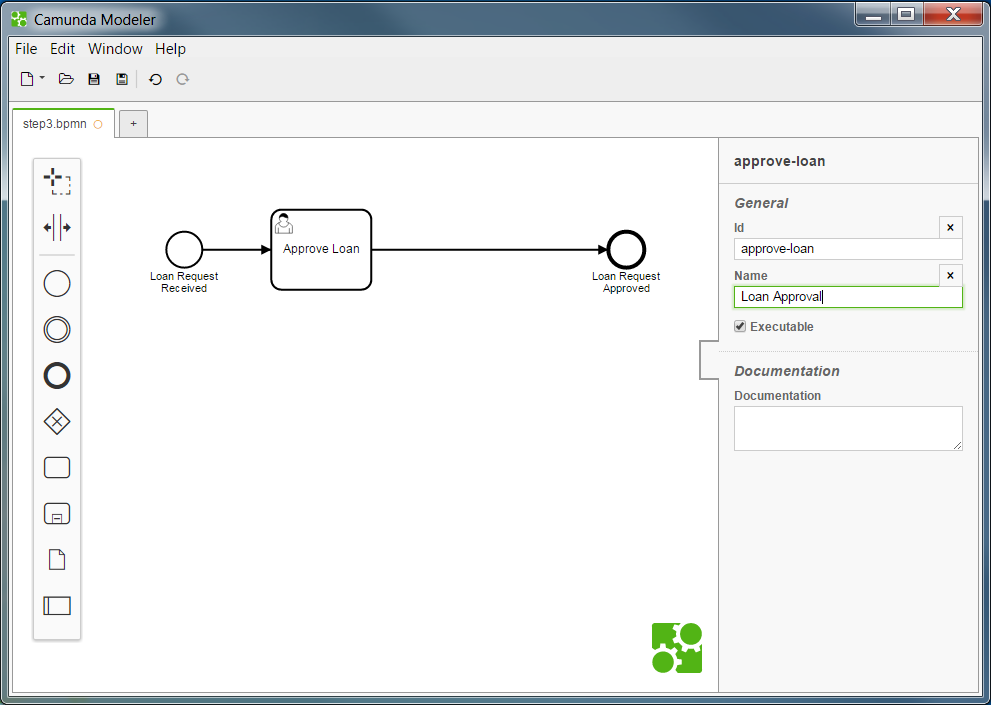 Camunda Modeler
File Edit Window Help
step3.bpmn
+
approve-loan
General
Id
×
approve-loan
Name
×
Loan Approval
Executable
Documentation
Documentation
Approve Loan
Loan Request
Received
Loan Request
Approved